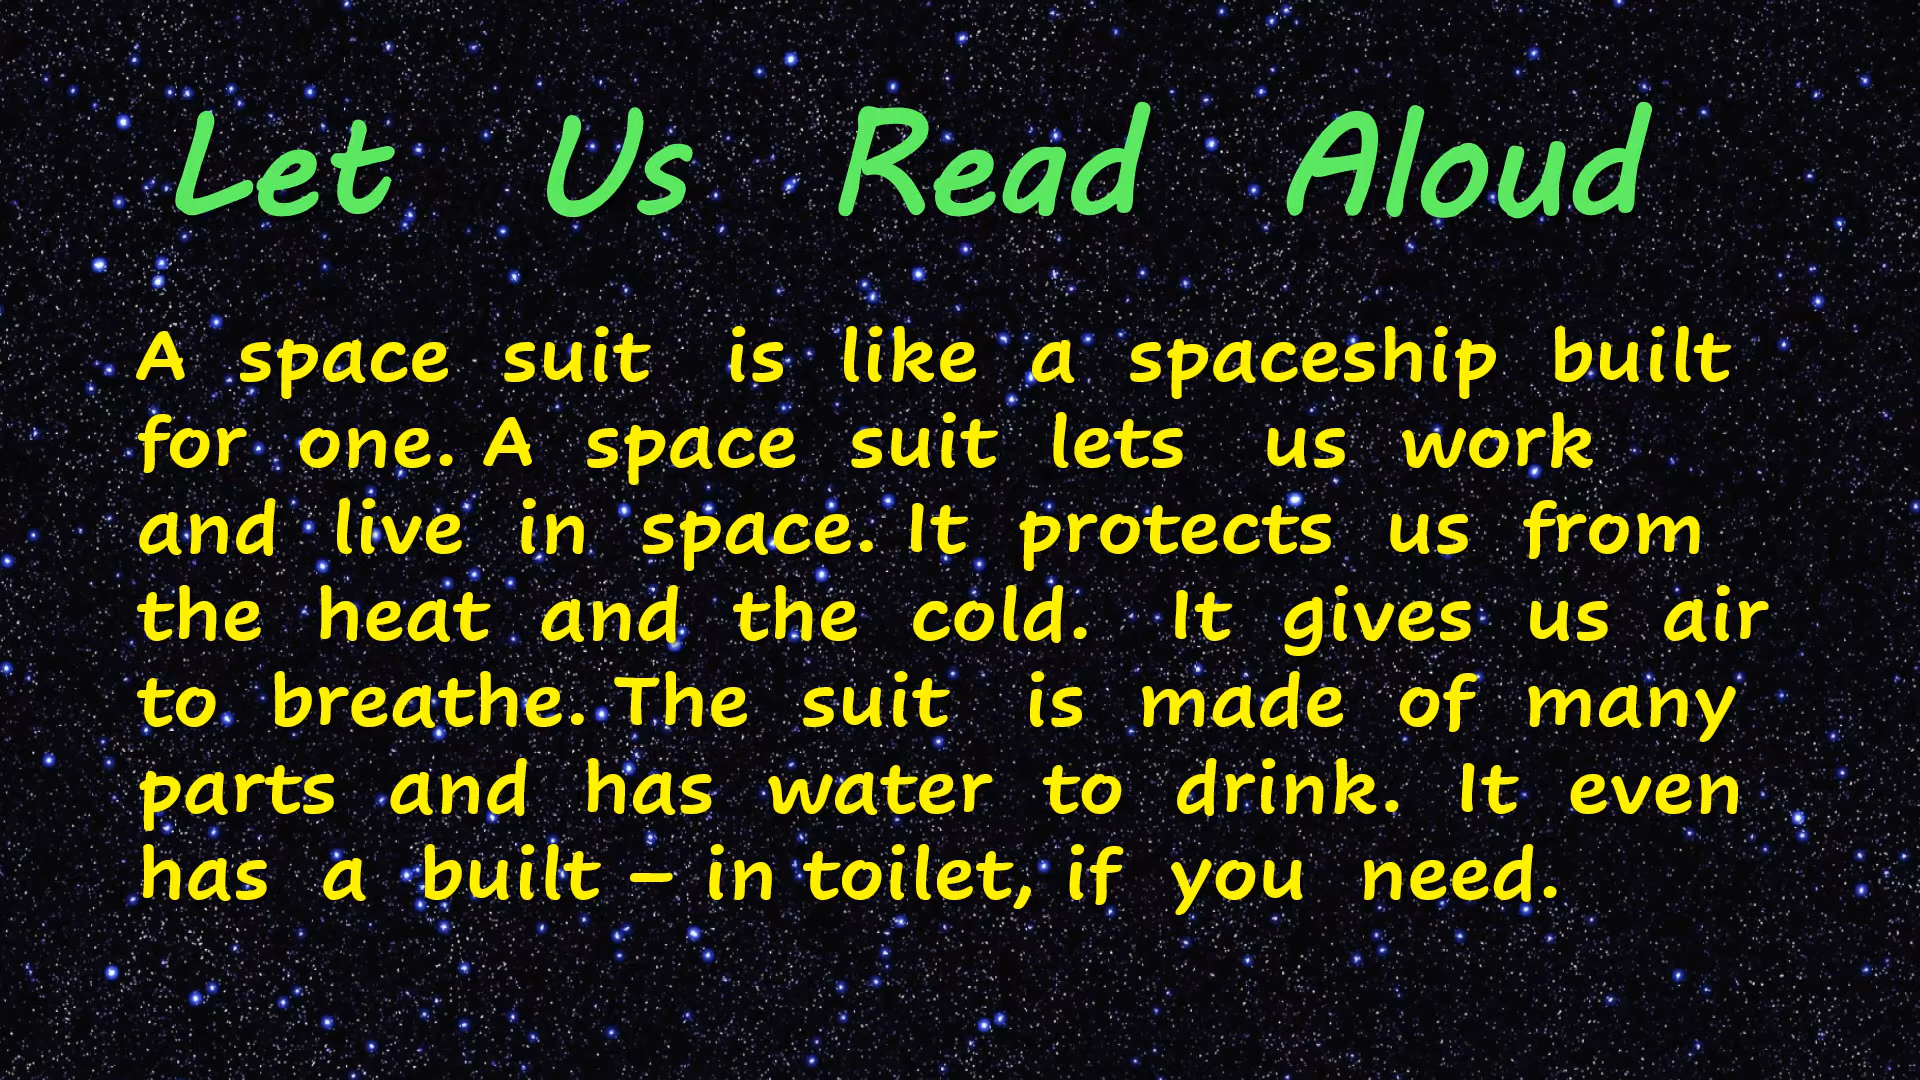 Let Us Read Aloud
A space suit is like a spaceship built
for one. A space suit lets us work
and live in space. It protects us from
the heat and the cold. It gives us air
to breathe. The suit is made of many
parts and has water to drink. It even
has a built – in toilet, if you need.